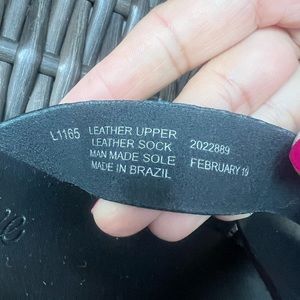 L1165 LEATHER UPPER
LEATHER SOCK 2022889
MAN MADE SOLE FEBRUARY 19
MADE IN BRAZIL